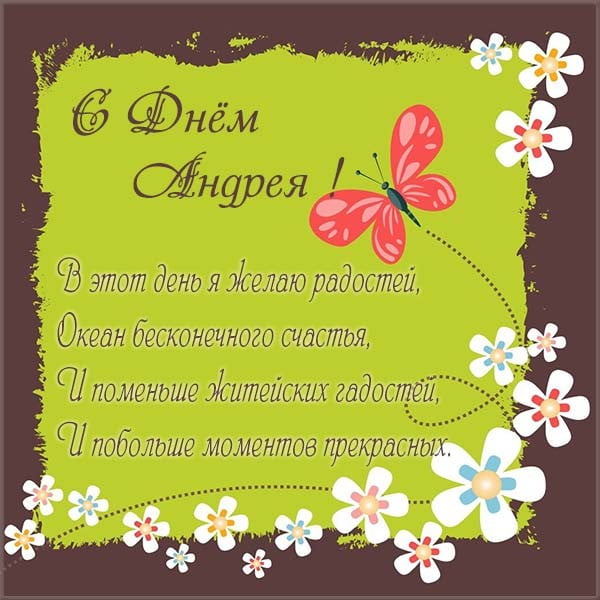 С Днём
Андрея !
В этот день я желаю радостей,
Океан бесконечного счастья,
И поменьше житейских гадостей,
И побольше моментов прекрасных.